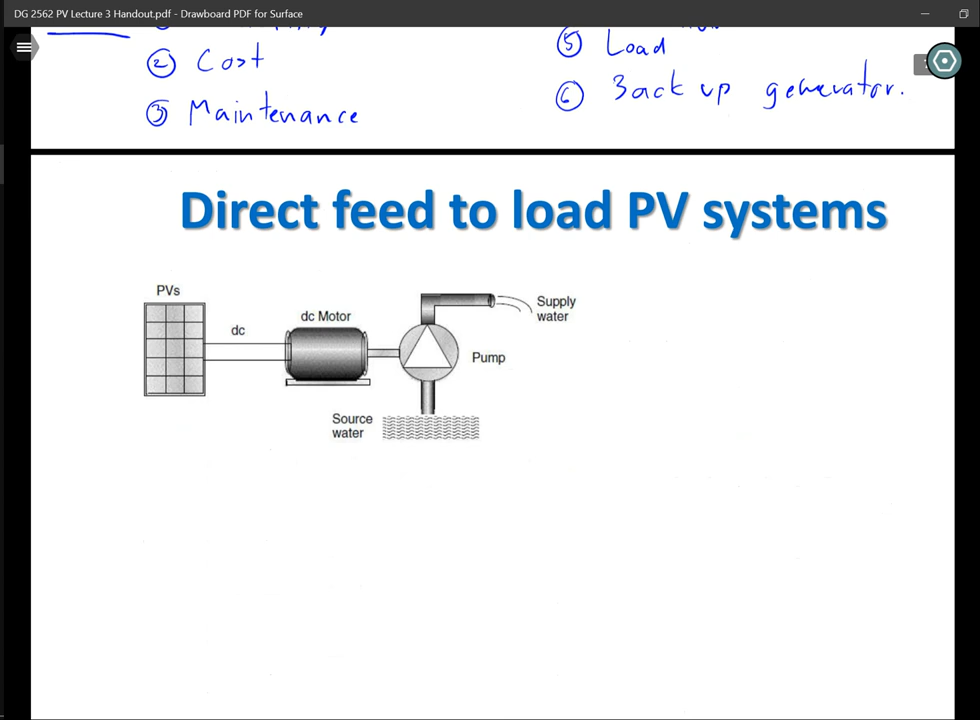 DG 2562 PV Lecture 3 Handout.pdf - Drawboard PDF for Surface
② Cost
③ Maintenance
⑤ Load
⑥ Back up generator.
Direct feed to load PV systems
PVs
dc
dc Motor
Supply
water
Pump
Source
water